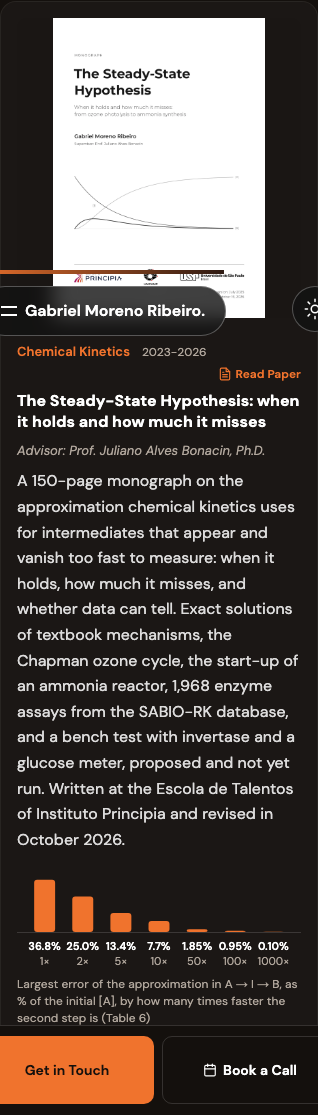 MONOGRAPH
The Steady-State
Hypothesis
When it holds and how much it misses
from ozone photolysis to ammonia synthesis
Gabriel Moreno Ribeiro
PRINCIPIA
USP
Gabriel Moreno Ribeiro.
Chemical Kinetics 2023-2026
Read Paper
The Steady-State Hypothesis: when
it holds and how much it misses
Advisor: Prof. Juliano Alves Bonacin, Ph.D.
A 150-page monograph on the
approximation chemical kinetics uses
for intermediates that appear and
vanish too fast to measure: when it
holds, how much it misses, and
whether data can tell. Exact solutions
of textbook mechanisms, the
Chapman ozone cycle, the start-up of
an ammonia reactor, 1,968 enzyme
assays from the SABIO-RK database,
and a bench test with invertase and a
glucose meter, proposed and not yet
run. Written at the Escola de Talentos
of Instituto Principia and revised in
October 2026.
36.8% 25.0% 13.4% 7.7% 1.85% 0.95% 0.10%
1× 2× 5× 10× 50× 100× 1000×
Largest error of the approximation in A → I → B, as
% of the initial [A], by how many times faster the
second step is (Table 6)
Get in Touch
Book a Call